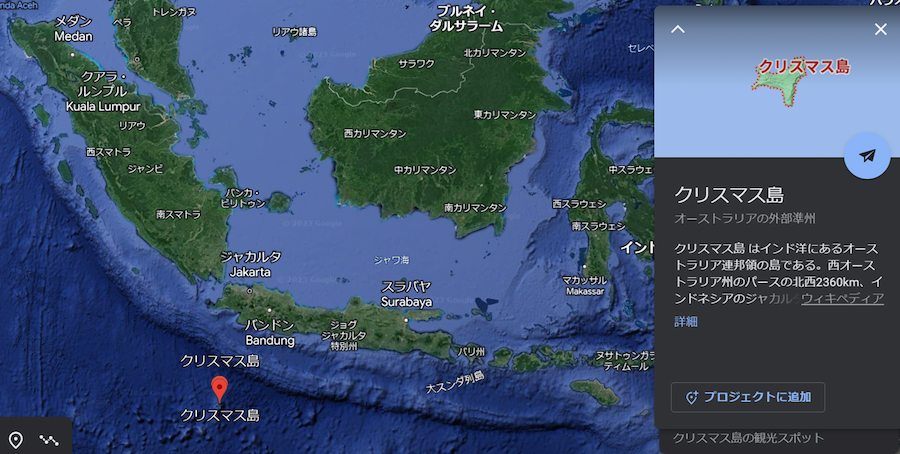 nda Aceh
メダン
Medan
ペラ
トレンガヌ
リアウ諸島
ブルネイ・
ダルサラーム
北カリマンタン
サラワク
クアラ・
ルンプル
Kuala Lumpur
リアウ
西スマトラ
ジャンビ
東カリマンタン
西カリマンタン
中カリマンタン
バンカ・
ビリトゥン
南スマトラ
南カリマンタン
西スラウェシ
中スラウェ
南スラウェシ
ジャカルタ
Jakarta
ジャワ海
スラバヤ
Surabaya
マカッサル
Makassar
バンドン
Bandung
ジョグ
ジャカルタ
特別州
バリ州
大スンダ列島
ヌサトゥンガラ
ティムール
クリスマス島
クリスマス島
クリスマス島
クリスマス島
オーストラリアの外部準州
クリスマス島 はインド洋にあるオース
トラリア連邦領の島である。西オース
トラリア州のパースの北西2360km、イ
ンドネシアのジャカル ウィキペディア
詳細
プロジェクトに追加
クリスマス島の観光スポット